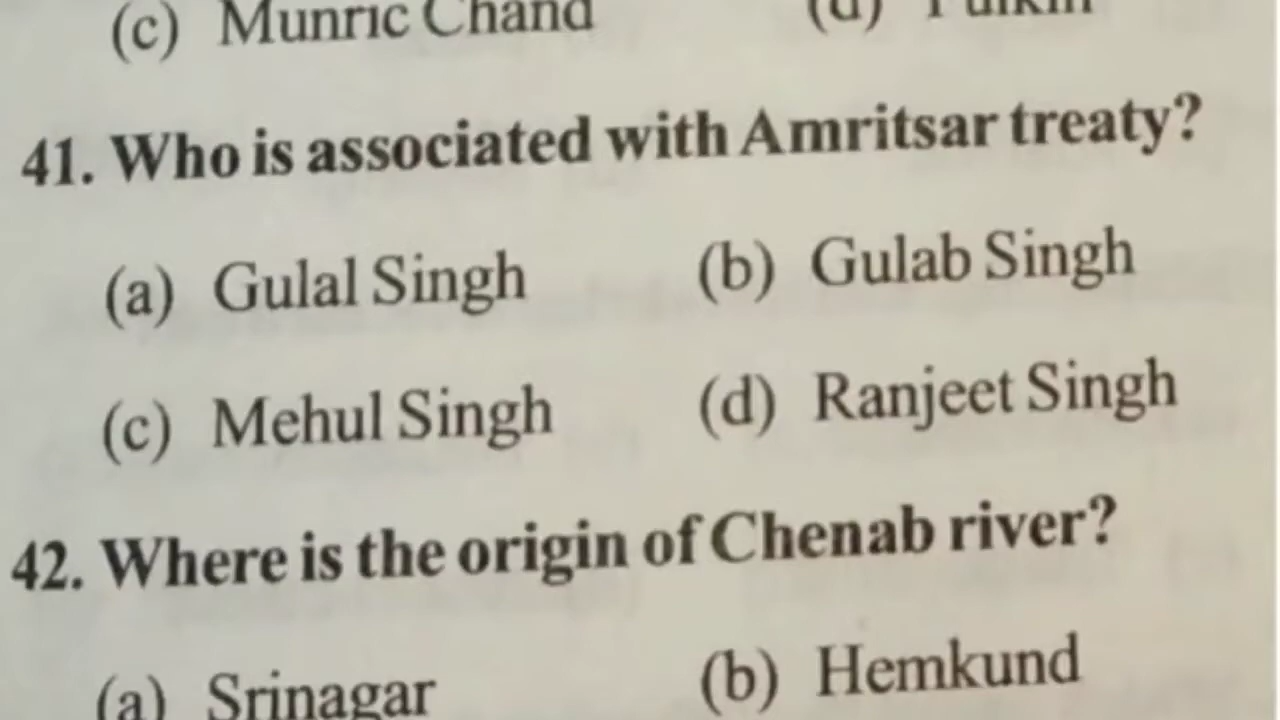 (c) Munric Chand (d)
41. Who is associated with Amritsar treaty?
(a) Gulal Singh (b) Gulab Singh
(c) Mehul Singh (d) Ranjeet Singh
42. Where is the origin of Chenab river?
(a) Srinagar (b) Hemkund